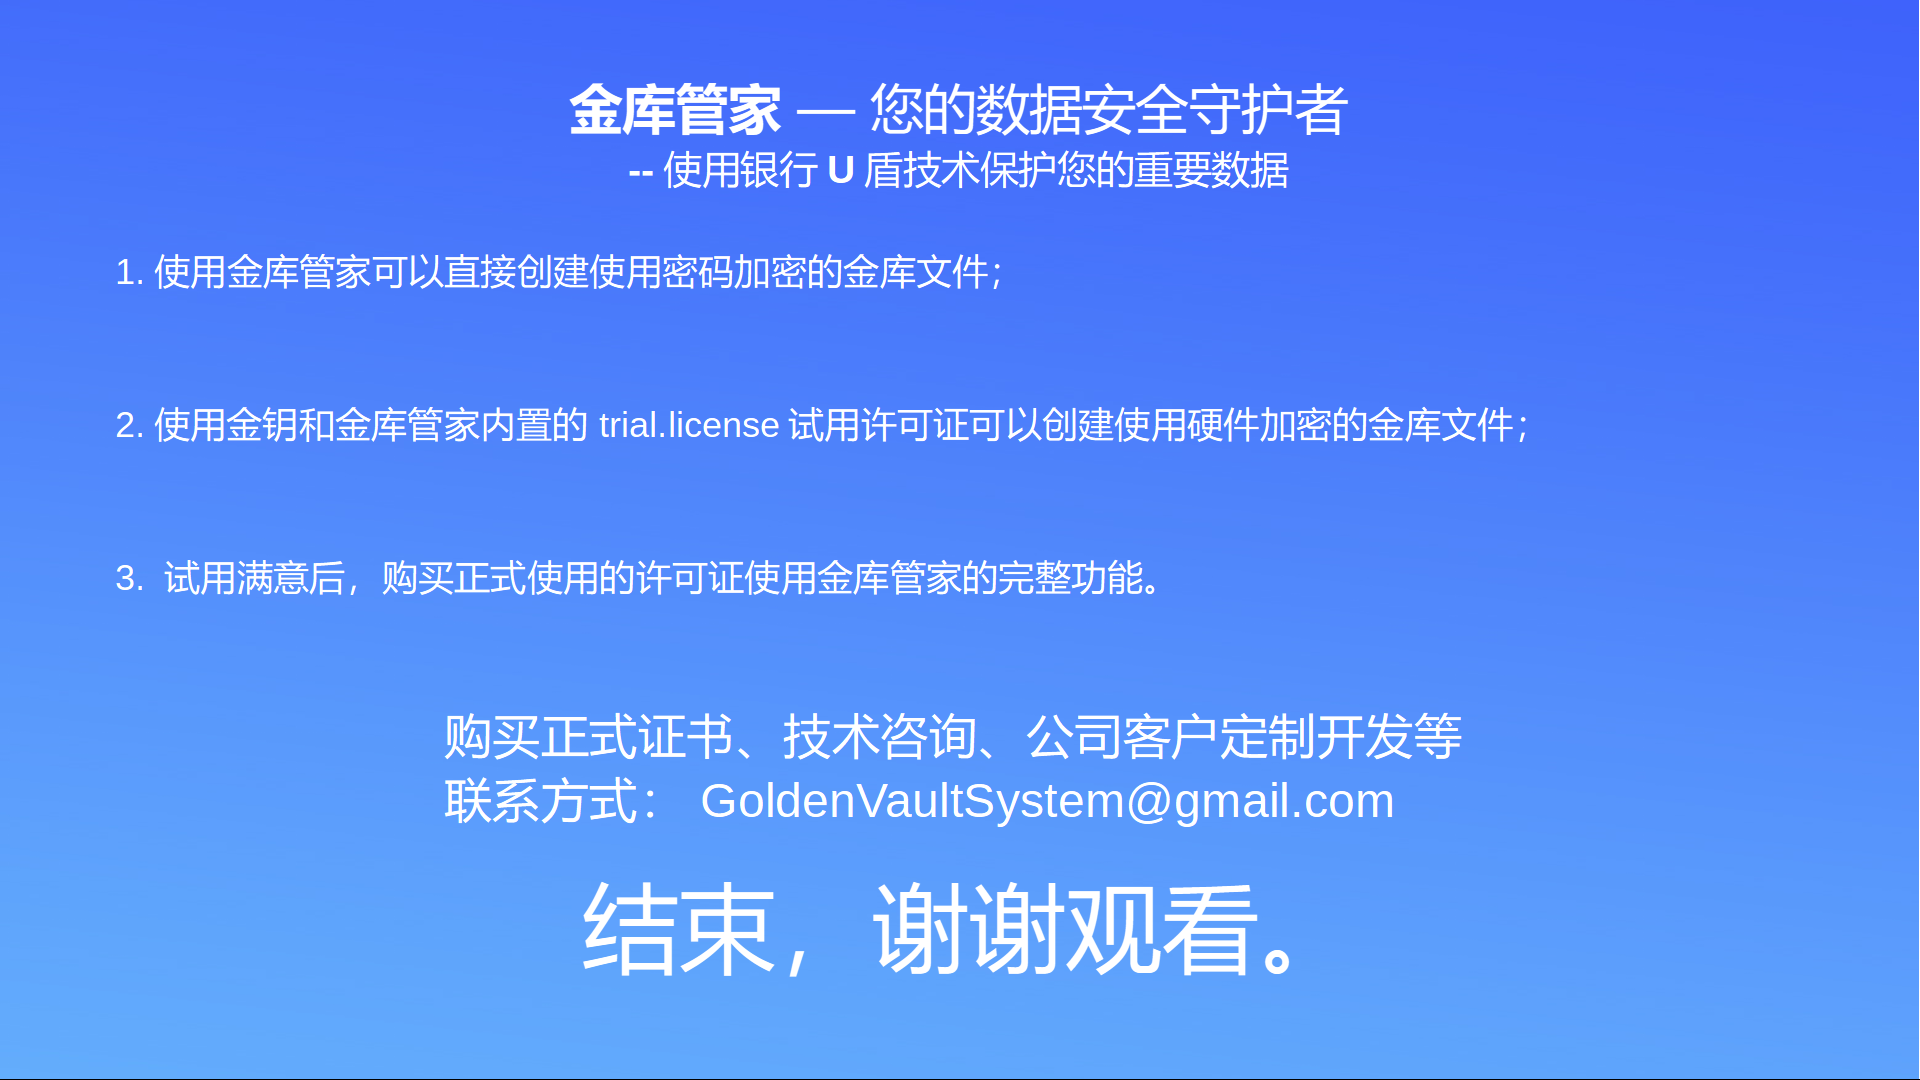 金库管家 — 您的数据安全守护者
-- 使用银行 U 盾技术保护您的重要数据
1. 使用金库管家可以直接创建使用密码加密的金库文件；
2. 使用金钥和金库管家内置的 trial.license 试用许可证可以创建使用硬件加密的金库文件；
3. 试用满意后，购买正式使用的许可证使用金库管家的完整功能。
购买正式证书、技术咨询、公司客户定制开发等
联系方式： GoldenVaultSystem@gmail.com
结束，谢谢观看。